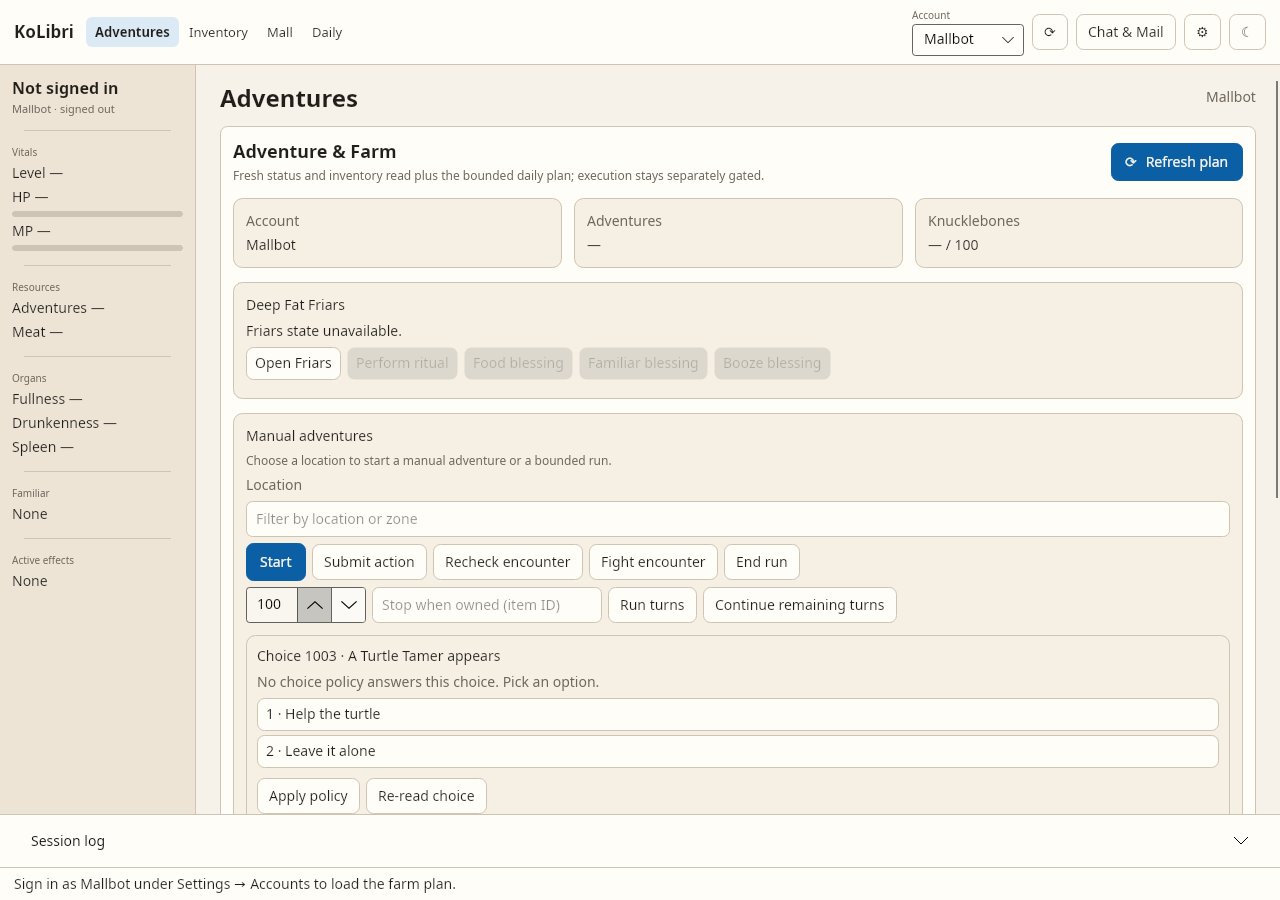 KoLibri
Adventures
Inventory
Mall
Daily
Account
Mallbot
Chat & Mail
Not signed in
Mallbot · signed out
Vitals
Level —
HP —
MP —
Resources
Adventures —
Meat —
Organs
Fullness —
Drunkenness —
Spleen —
Familiar
None
Active effects
None
Adventures
Mallbot
Adventure & Farm
Fresh status and inventory read plus the bounded daily plan; execution stays separately gated.
⟳ Refresh plan
Account
Mallbot
Adventures
—
Knucklebones
— / 100
Deep Fat Friars
Friars state unavailable.
Open Friars
Perform ritual
Food blessing
Familiar blessing
Booze blessing
Manual adventures
Choose a location to start a manual adventure or a bounded run.
Location
Filter by location or zone
Start
Submit action
Recheck encounter
Fight encounter
End run
100
Stop when owned (item ID)
Run turns
Continue remaining turns
Choice 1003 · A Turtle Tamer appears
No choice policy answers this choice. Pick an option.
1 · Help the turtle
2 · Leave it alone
Apply policy
Re-read choice
Session log
Sign in as Mallbot under Settings → Accounts to load the farm plan.